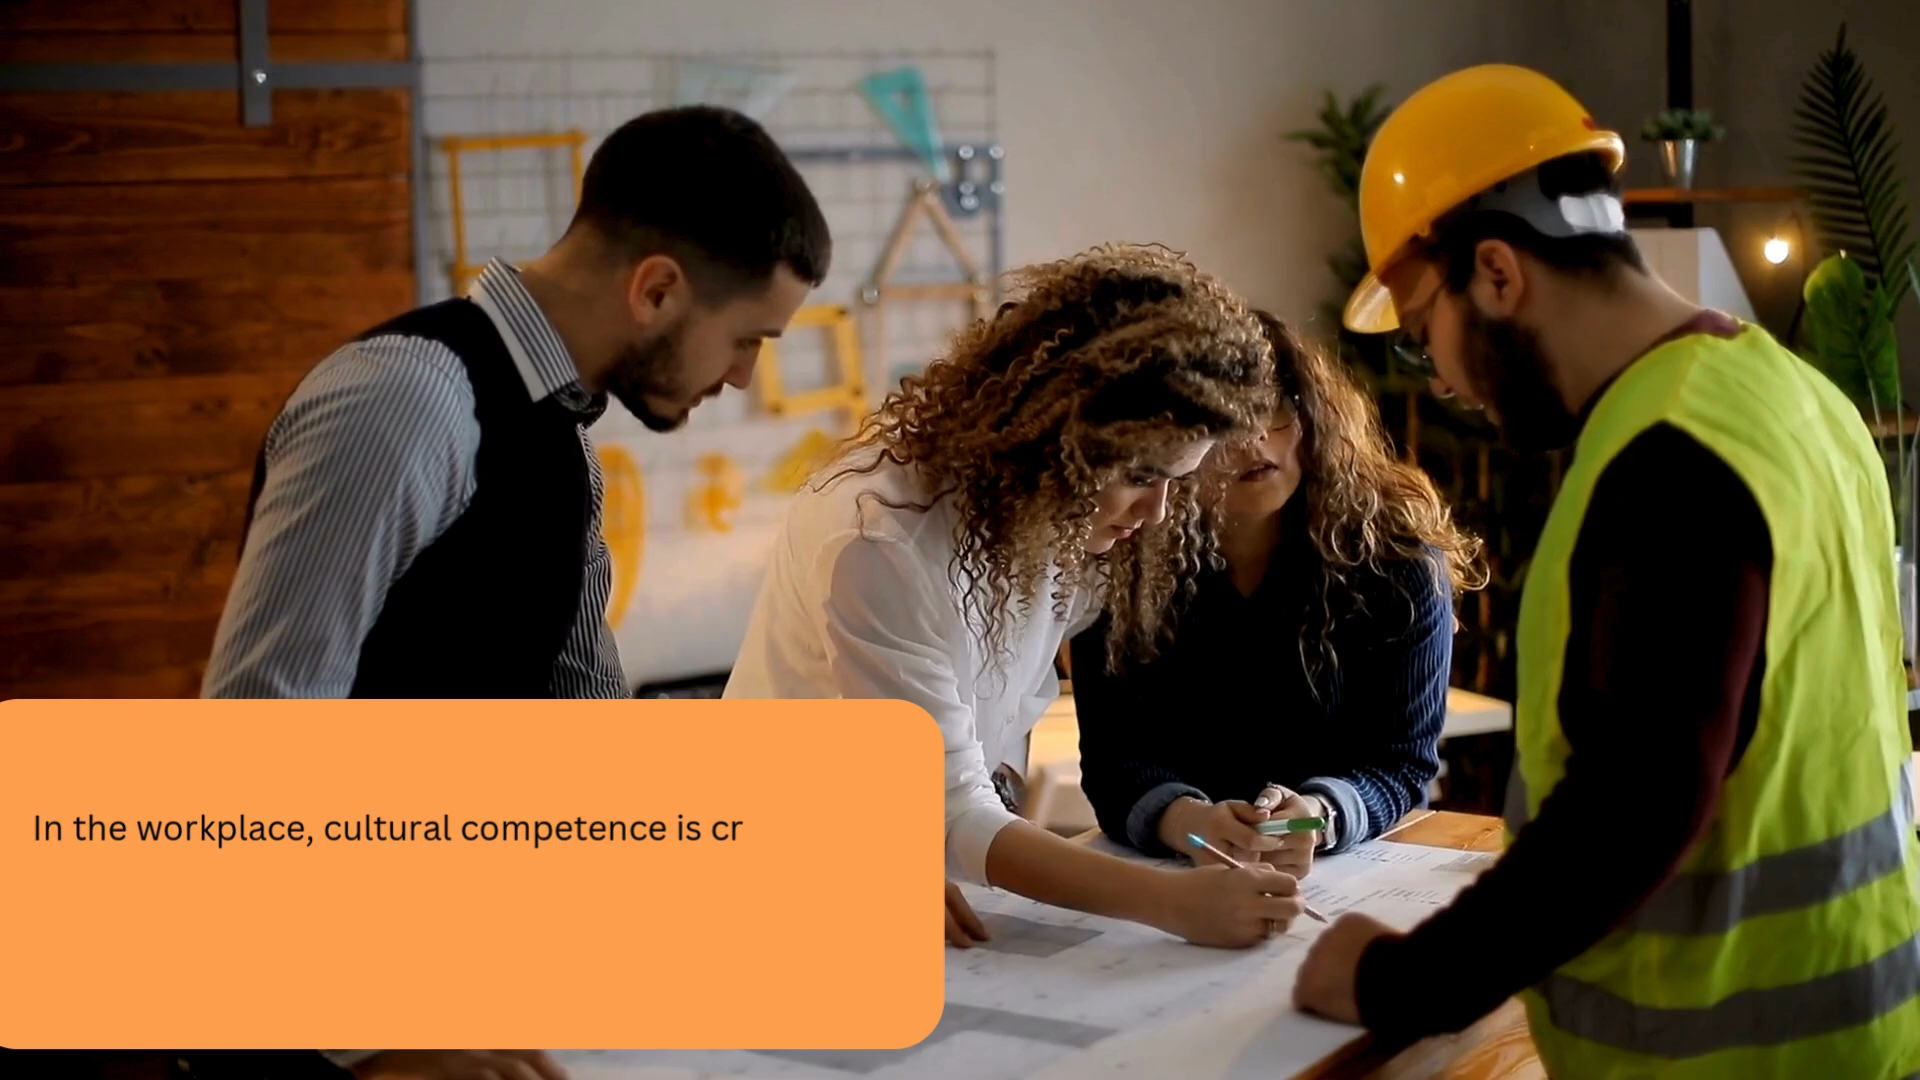 In the workplace, cultural competence is cr